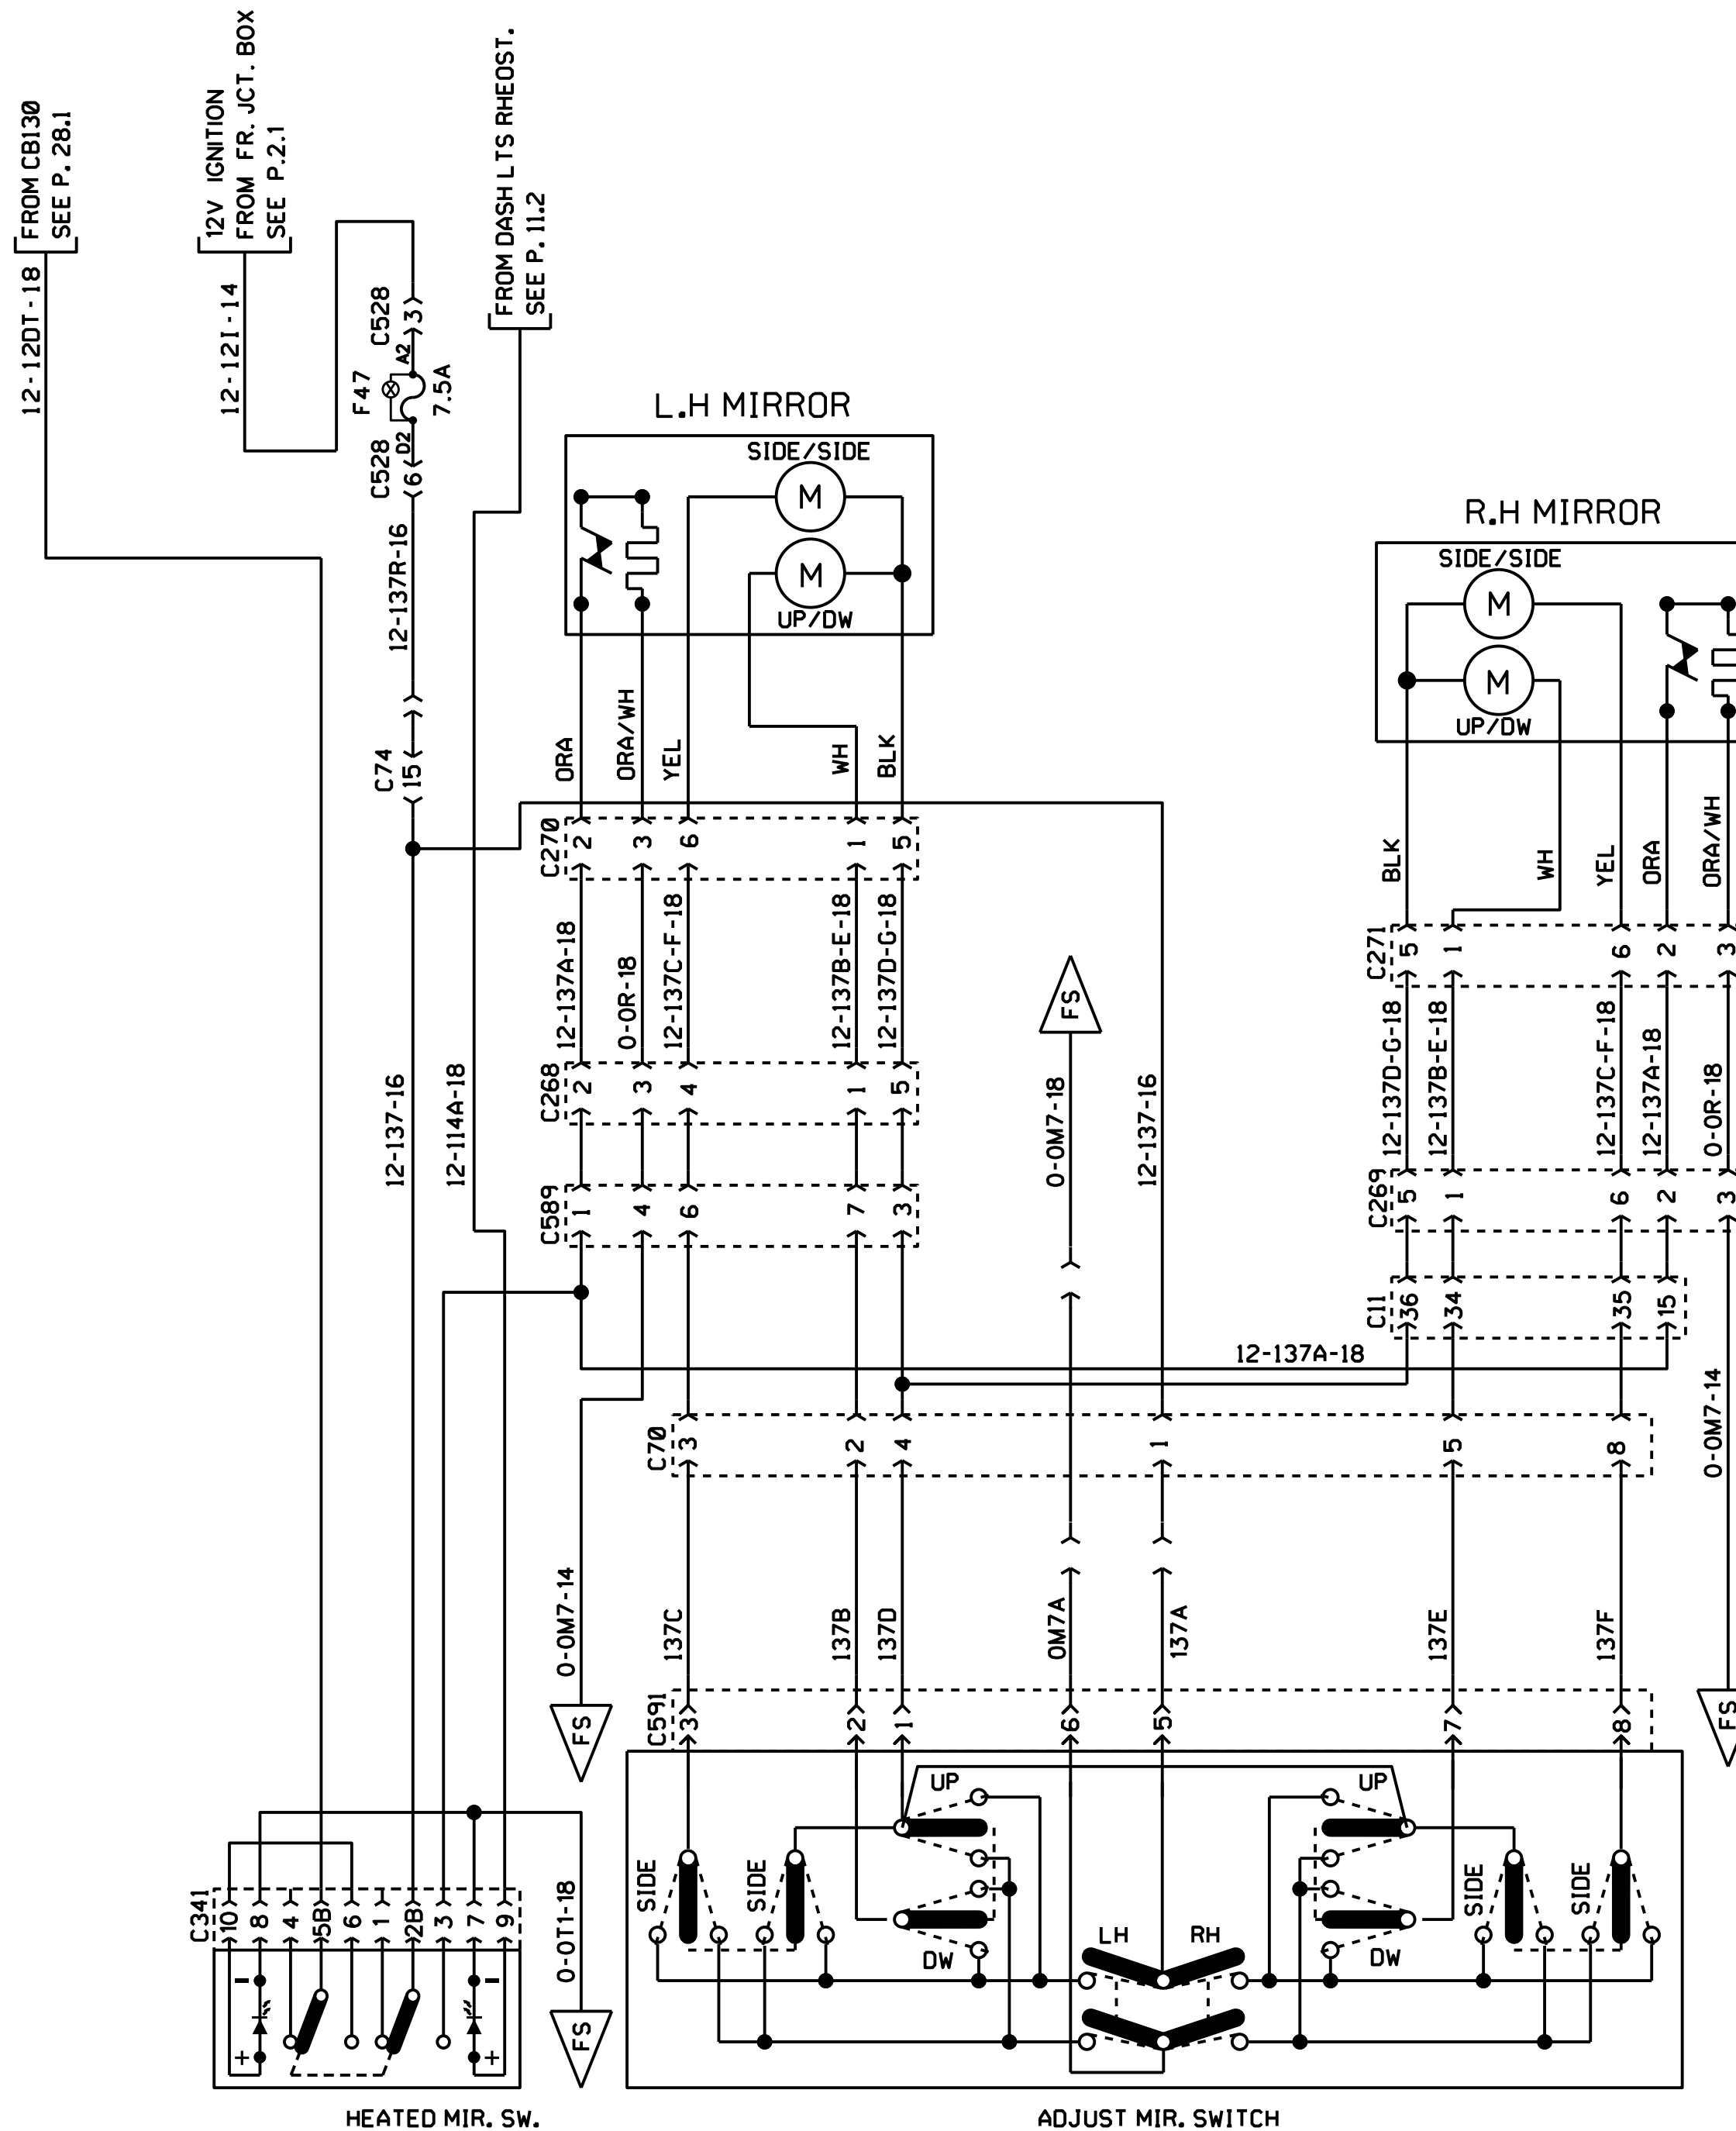 FROM CB130
SEE P. 28.1
12-12DT-18
12V IGNITION
FROM FR. JCT. BOX
SEE P.2.1
12-12I-14
C528
3
A2
F47
7.5A
D2
C528
6
12-137R-16
C74
15
FROM DASH LTS RHEOST.
SEE P. 11.2
L.H MIRROR
SIDE/SIDE
M
M
UP/DW
ORA
ORA/WH
YEL
WH
BLK
C270
2
3
6
1
5
12-137A-18
0-0R-18
12-137C-F-18
12-137B-E-18
12-137D-G-18
C268
2
3
4
1
5
C589
1
4
6
7
3
12-137-16
12-114A-18
R.H MIRROR
SIDE/SIDE
M
M
UP/DW
BLK
WH
YEL
ORA
ORA/WH
C271
5
1
6
2
3
12-137D-G-18
12-137B-E-18
12-137C-F-18
12-137A-18
0-0R-18
C269
5
1
6
2
3
C11
36
34
35
15
FS
0-0M7-18
12-137-16
12-137A-18
0-0M7-14
C70
3
2
4
1
5
8
0-0M7-14
137C
137B
137D
0M7A
137A
137E
137F
FS
FS
C591
3
2
1
6
5
7
8
UP
UP
SIDE
SIDE
DW
LH
RH
DW
SIDE
SIDE
C341
10
8
4
5B
6
1
2B
3
7
9
0-0T1-18
FS
-
-
+
+
HEATED MIR. SW.
ADJUST MIR. SWITCH